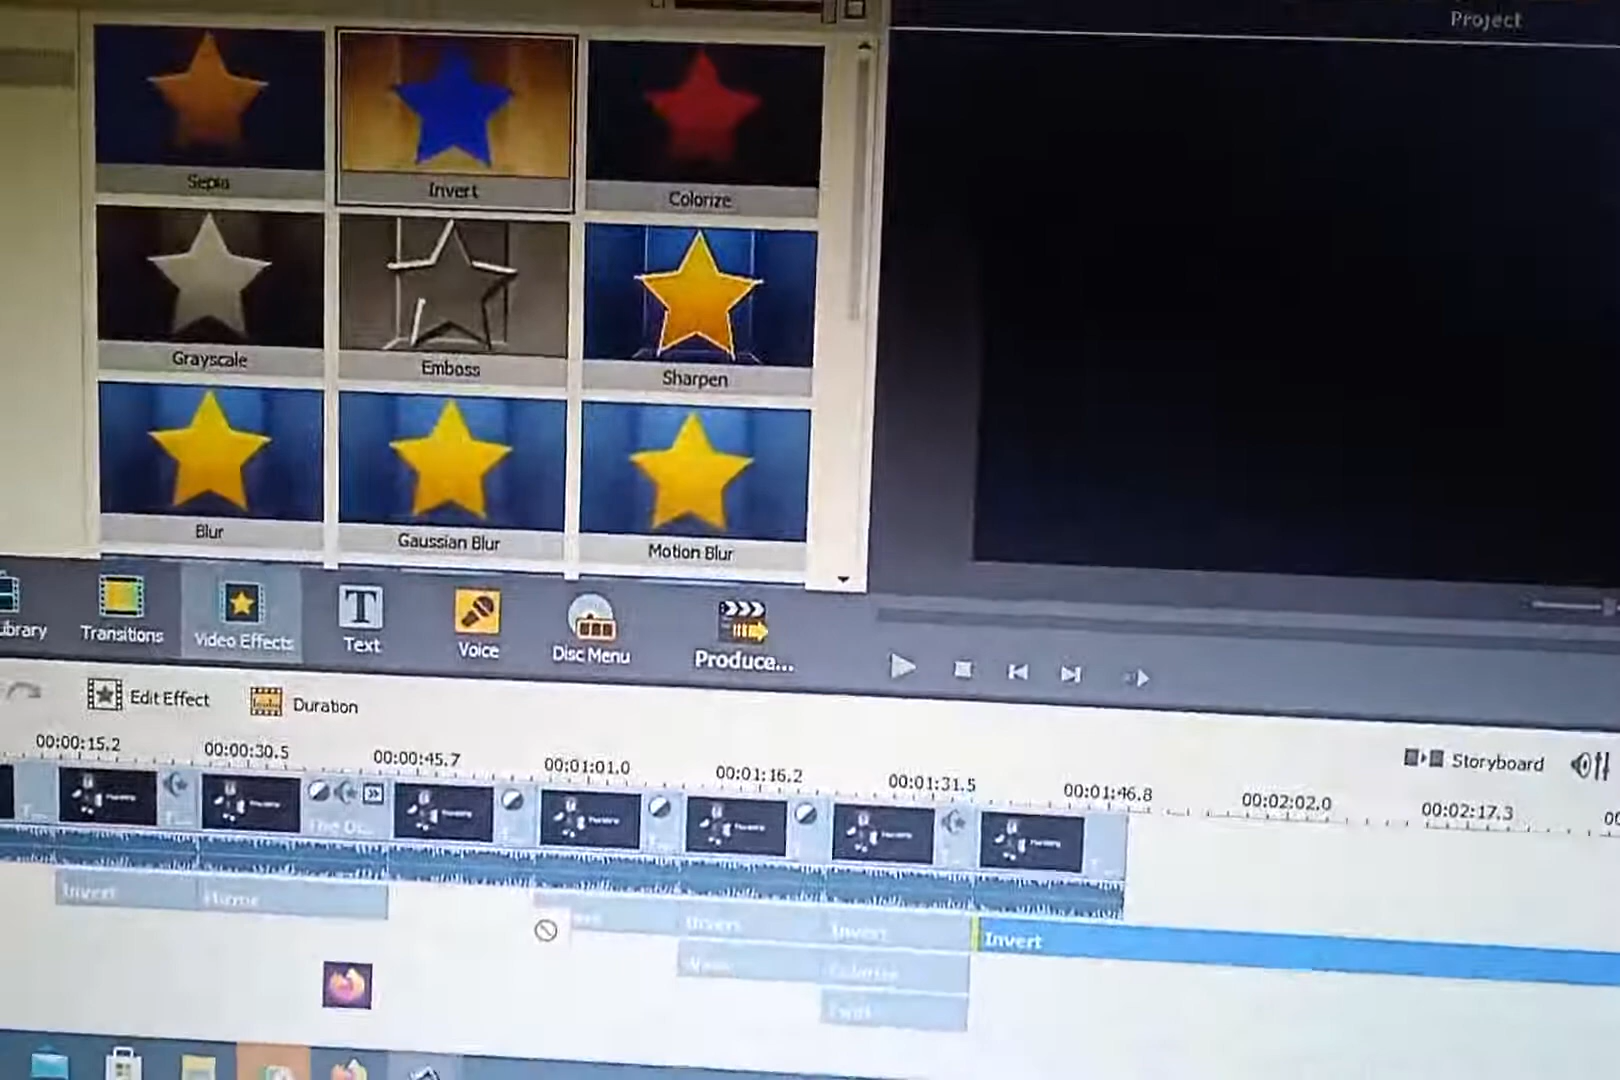 Project
Sepia
Invert
Colorize
Grayscale
Emboss
Sharpen
Blur
Gaussian Blur
Motion Blur
Library
Transitions
Video Effects
Text
Voice
Disc Menu
Produce...
Edit Effect
Duration
Storyboard
00:00:15.2
00:00:30.5
00:00:45.7
00:01:01.0
00:01:16.2
00:01:31.5
00:01:46.8
00:02:02.0
00:02:17.3
Invert
Invert
Invert
Invert
Colorize